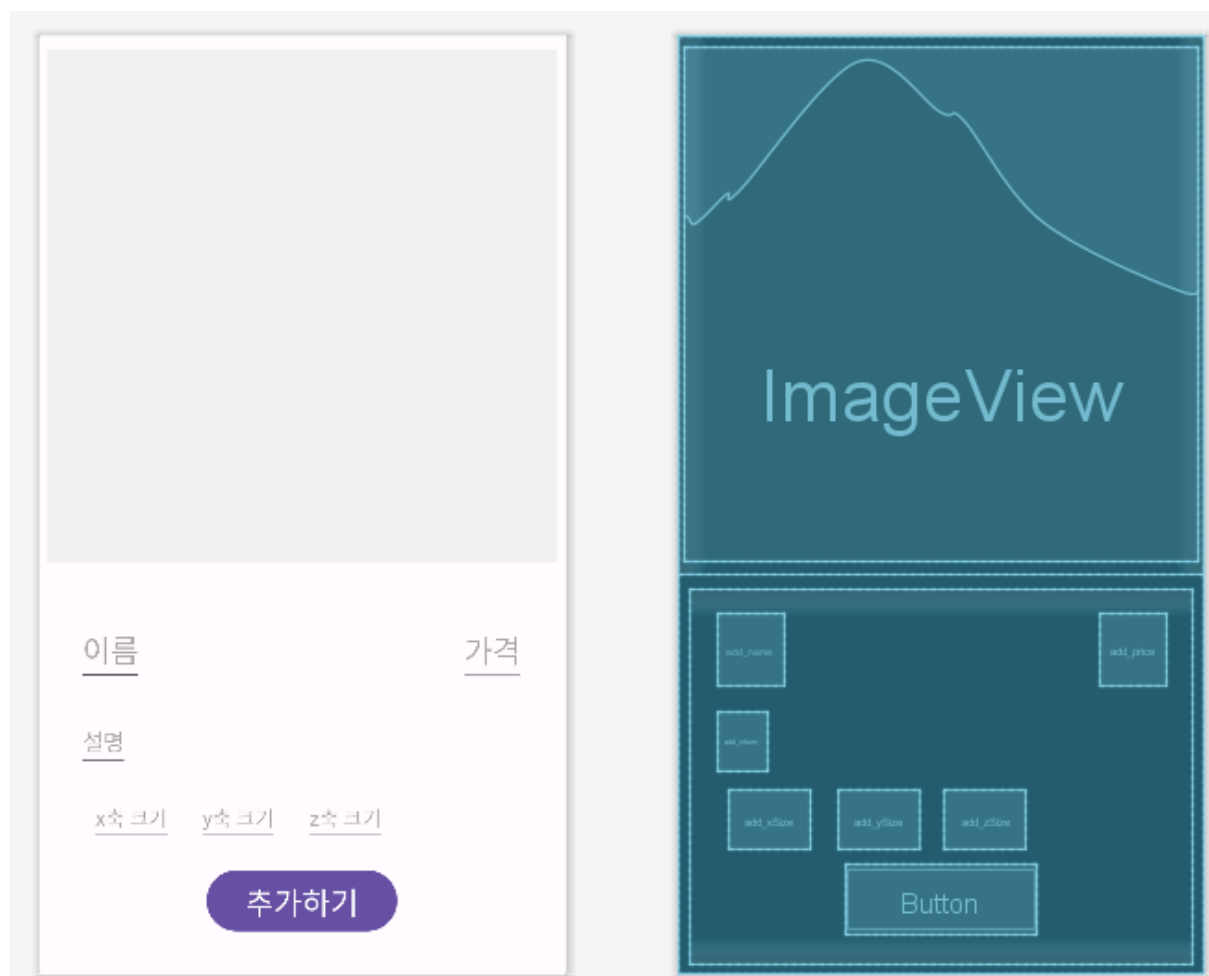 이름
가격
설명
x축 크기 y축 크기 z축 크기
추가하기
ImageView
add_name
add_price
add_xSize add_ySize add_zSize
Button